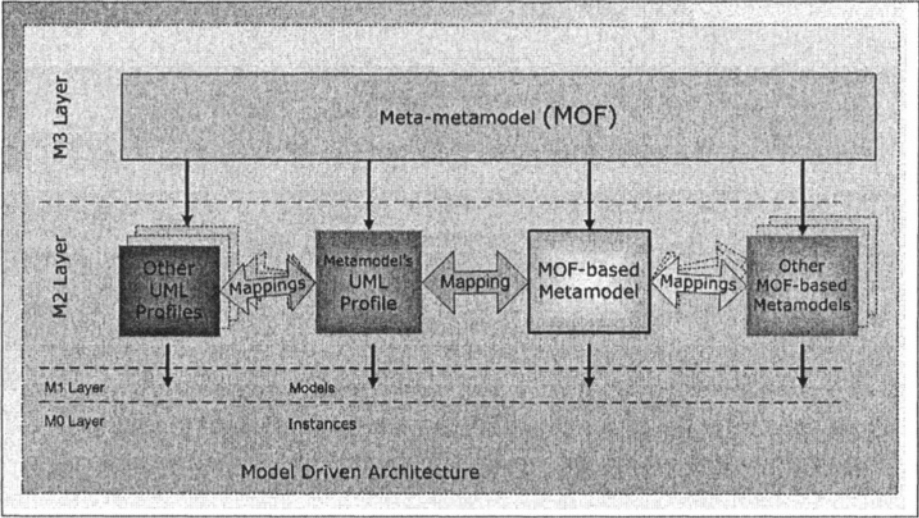 M3 Layer
Meta-metamodel (MOF)
M2 Layer
Other
UML
Profiles
Mappings
Metamodel's
UML
Profile
Mapping
MOF-based
Metamodel
Mappings
Other
MOF-based
Metamodels
M1 Layer
Models
M0 Layer
Instances
Model Driven Architecture